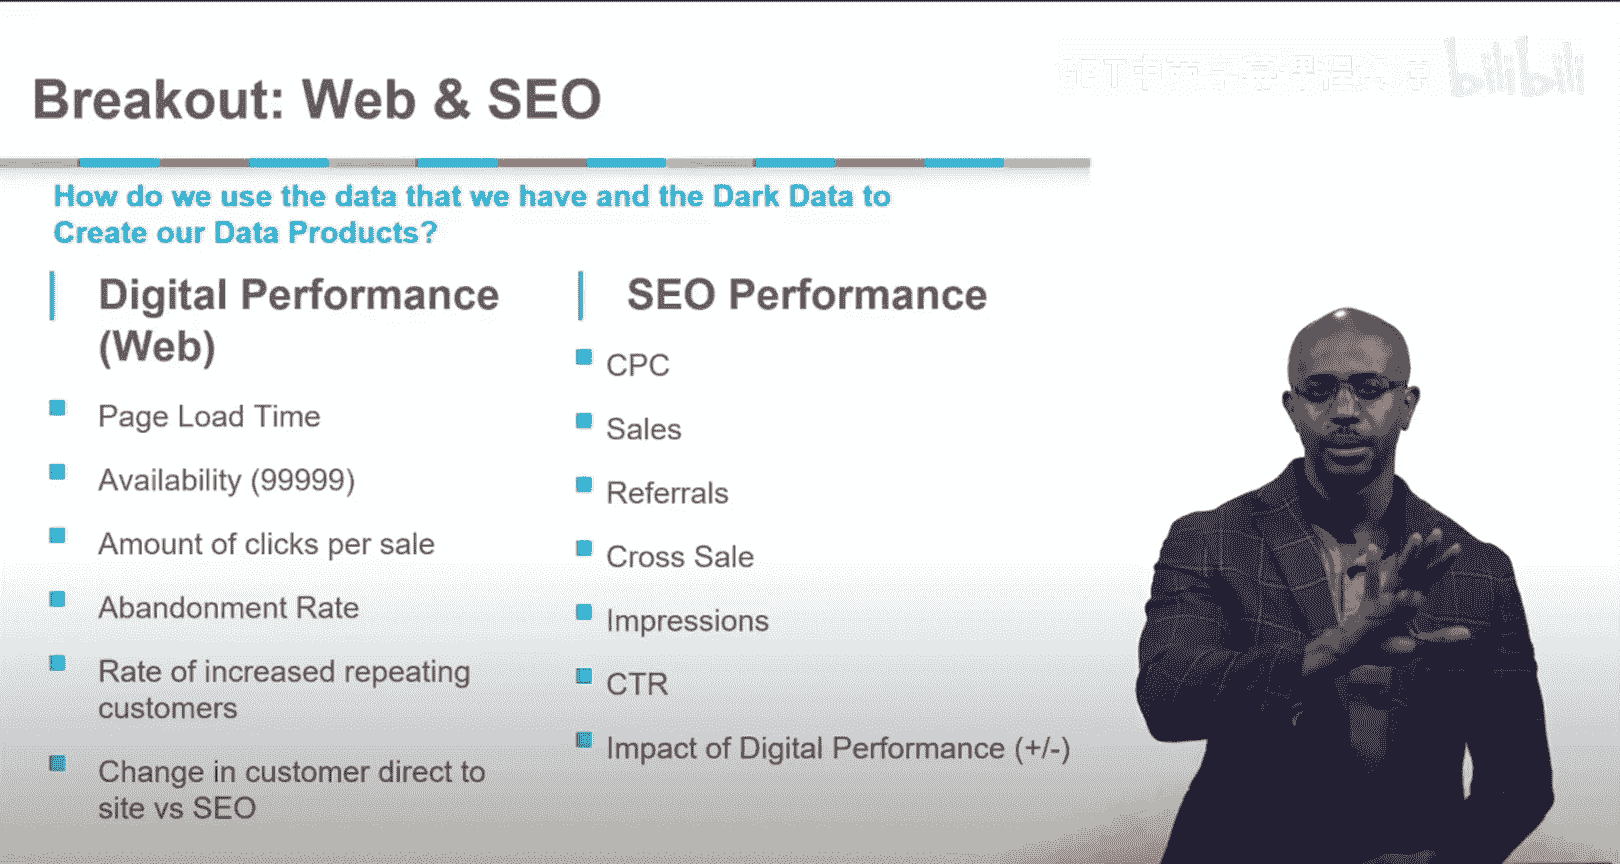 Breakout: Web & SEO
How do we use the data that we have and the Dark Data to
Create our Data Products?
Digital Performance
(Web)
Page Load Time
Availability (99999)
Amount of clicks per sale
Abandonment Rate
Rate of increased repeating
customers
Change in customer direct to
site vs SEO
SEO Performance
CPC
Sales
Referrals
Cross Sale
Impressions
CTR
Impact of Digital Performance (+/-)
bilibili